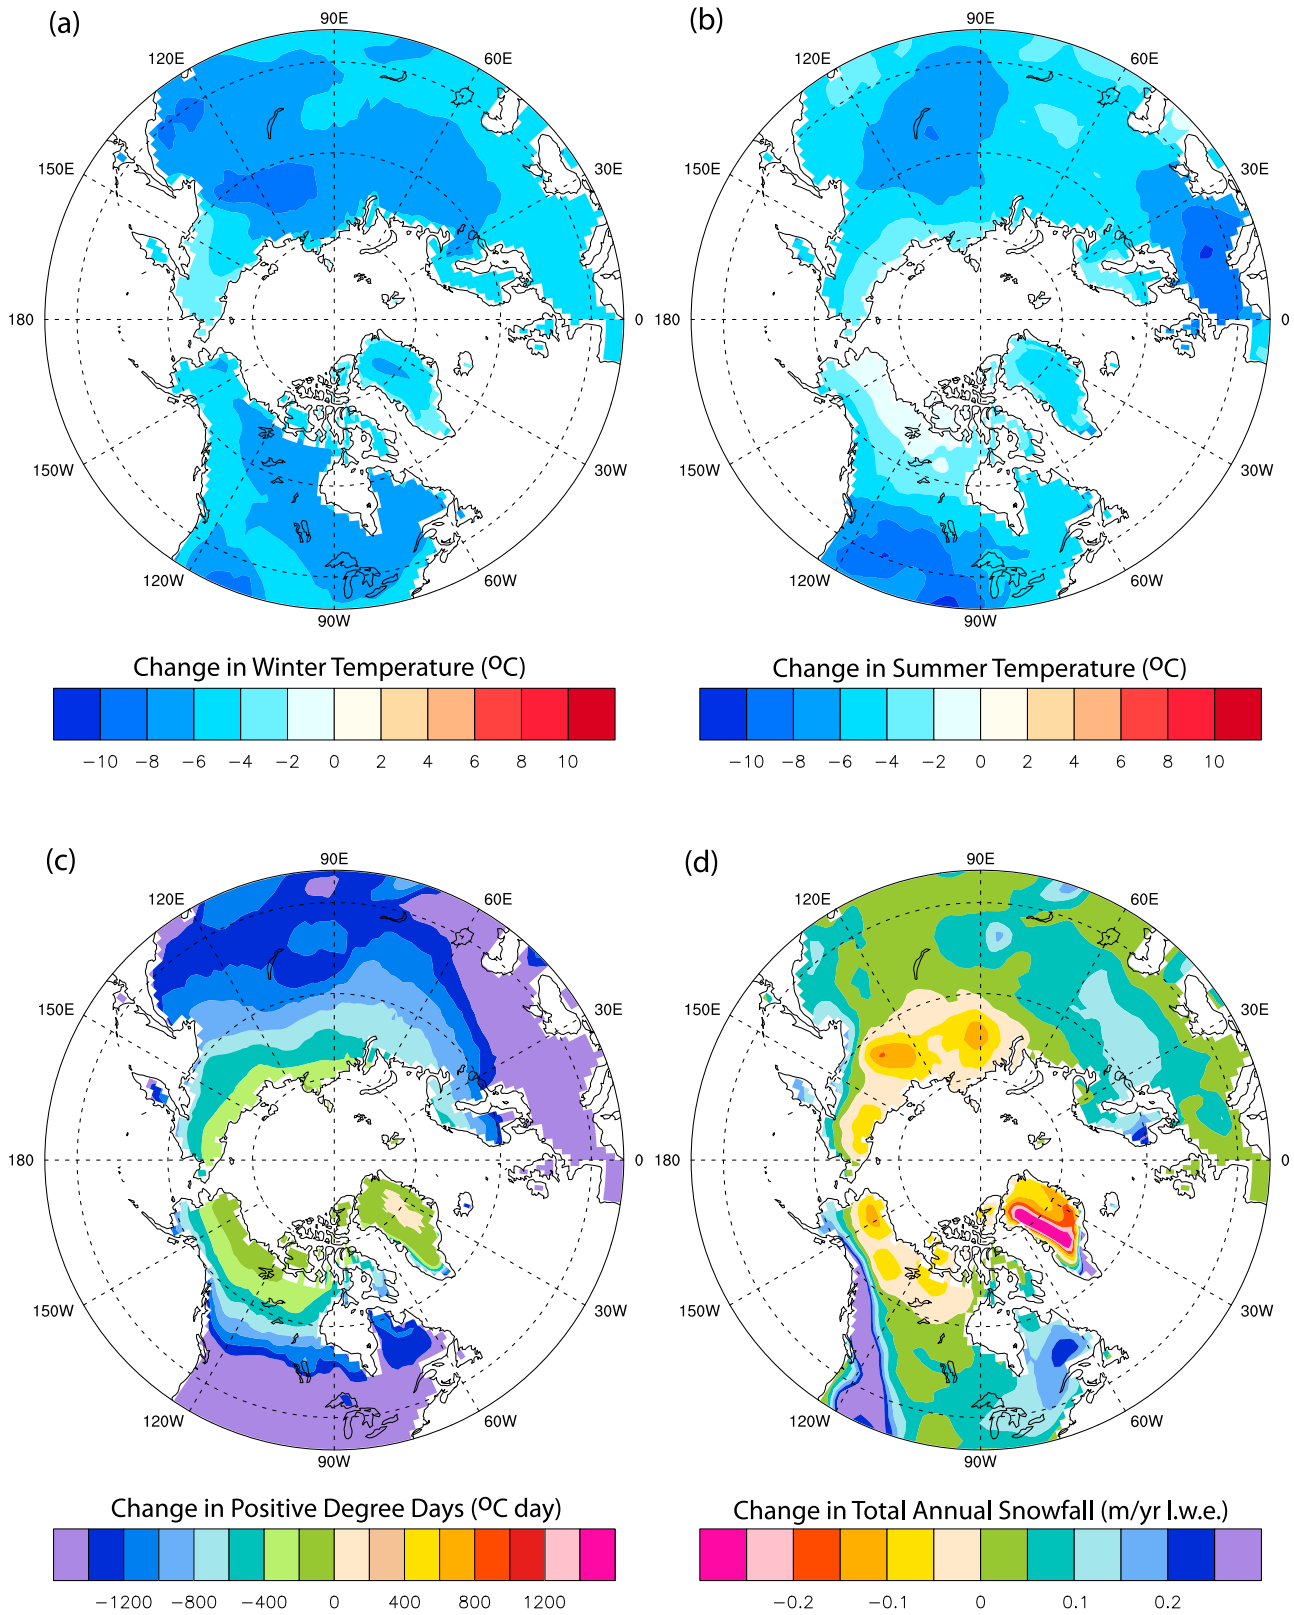 (a)
90E
120E
60E
150E
30E
180
0
150W
30W
120W
60W
90W
Change in Winter Temperature (ºC)
−10 −8 −6 −4 −2 0 2 4 6 8 10
(b)
90E
120E
60E
150E
30E
180
0
150W
30W
120W
60W
90W
Change in Summer Temperature (ºC)
−10 −8 −6 −4 −2 0 2 4 6 8 10
(c)
90E
120E
60E
150E
30E
180
0
150W
30W
120W
60W
90W
Change in Positive Degree Days (ºC day)
−1200 −800 −400 0 400 800 1200
(d)
90E
120E
60E
150E
30E
180
0
150W
30W
120W
60W
90W
Change in Total Annual Snowfall (m/yr l.w.e.)
−0.2 −0.1 0 0.1 0.2